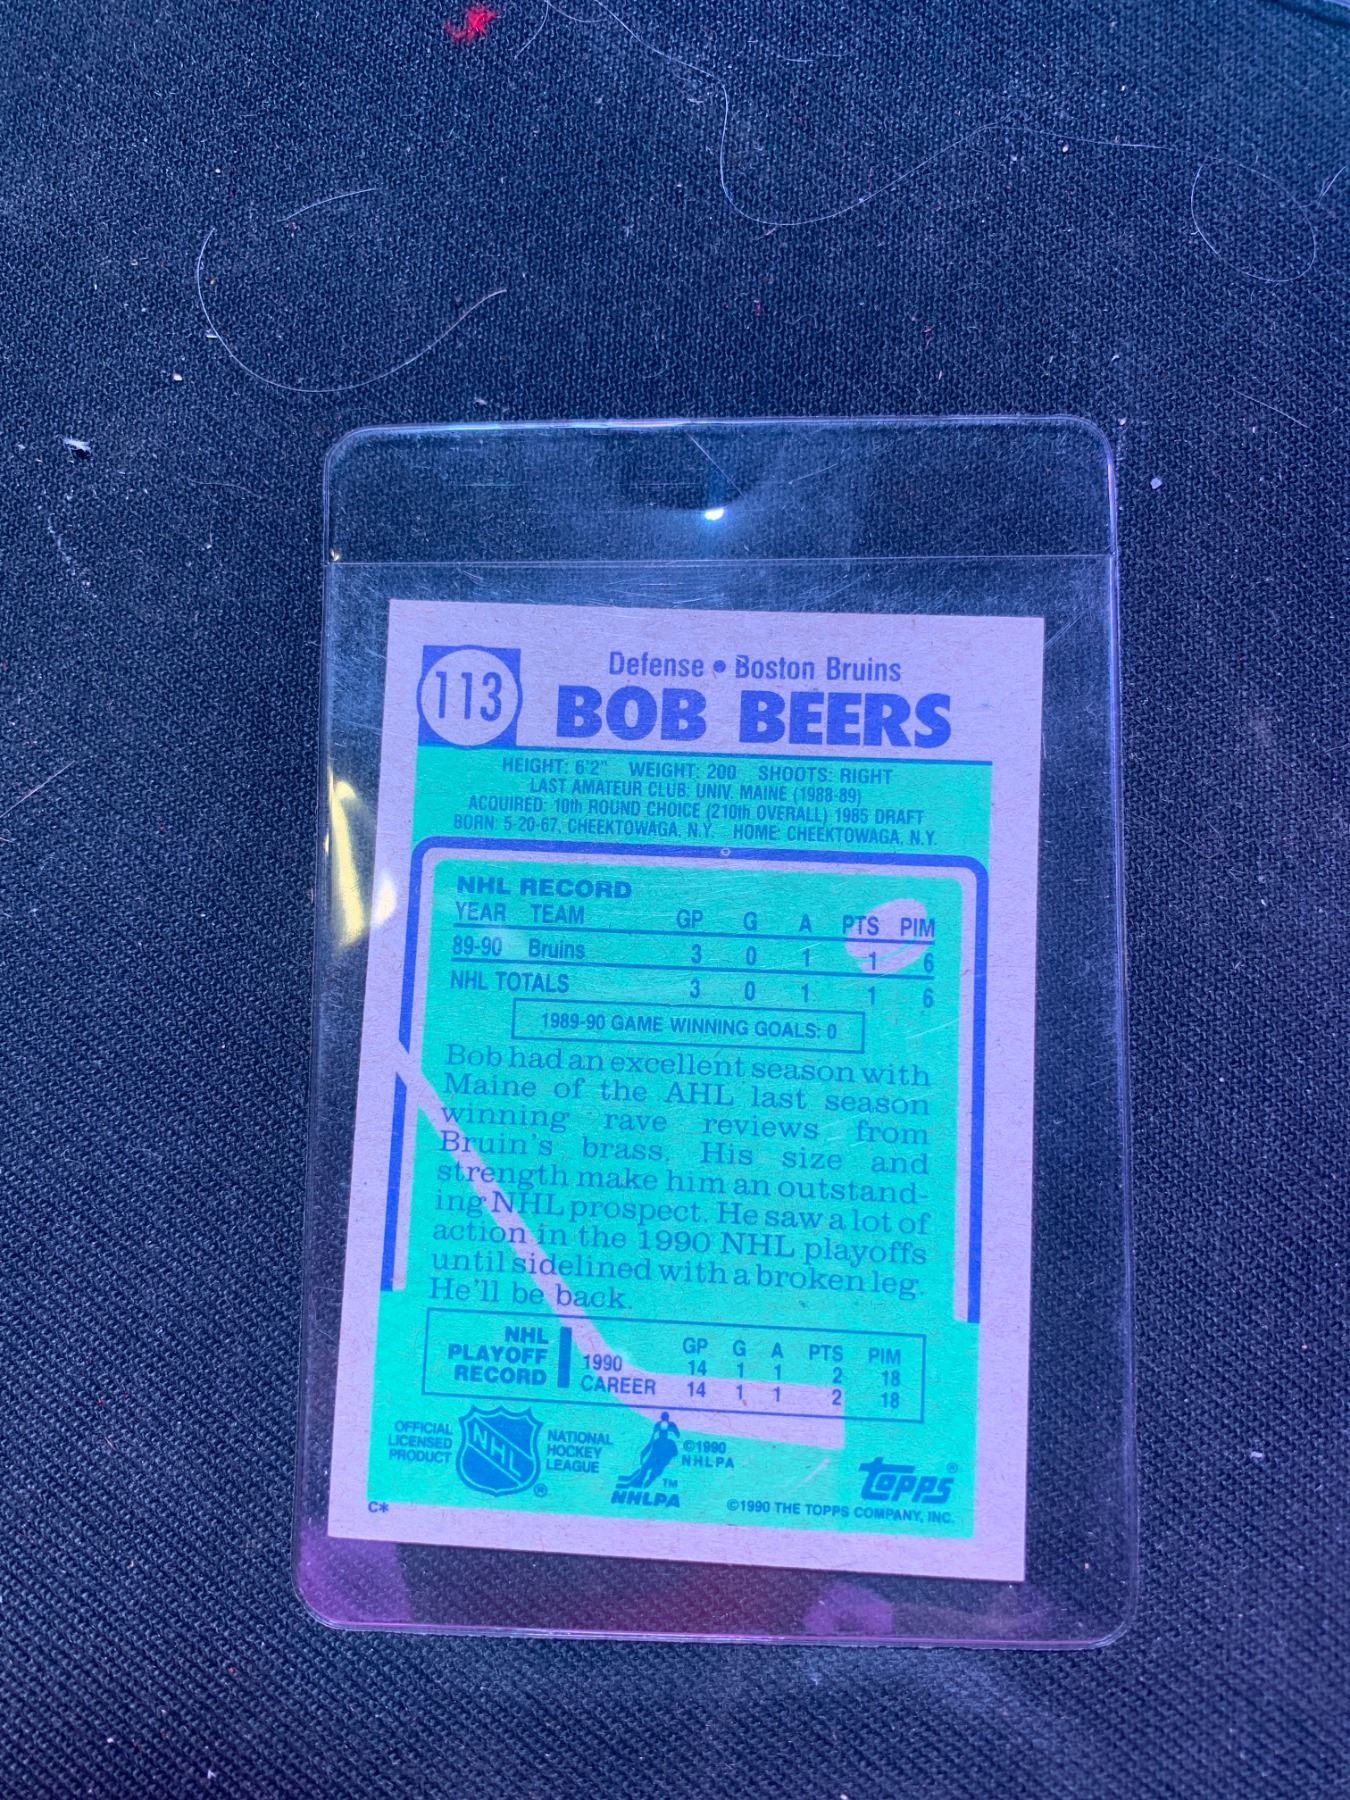 113
Defense • Boston Bruins
BOB BEERS
HEIGHT: 6'2" WEIGHT: 200 SHOOTS: RIGHT
LAST AMATEUR CLUB: UNIV. MAINE (1988-89)
ACQUIRED: 10th ROUND CHOICE (210th OVERALL) 1985 DRAFT
BORN: 5-20-67, CHEEKTOWAGA, N.Y. HOME: CHEEKTOWAGA, N.Y.
NHL RECORD
YEAR TEAM GP G A PTS PIM
89-90 Bruins 3 0 1 1 6
NHL TOTALS 3 0 1 1 6
1989-90 GAME WINNING GOALS: 0
Bob had an excellent season with
Maine of the AHL last season
winning rave reviews from
Bruin's brass. His size and
strength make him an outstand-
ing NHL prospect. He saw a lot of
action in the 1990 NHL playoffs
until sidelined with a broken leg.
He'll be back.
NHL
PLAYOFF
RECORD
GP G A PTS PIM
1990 14 1 1 2 18
CAREER 14 1 1 2 18
OFFICIAL
LICENSED
PRODUCT
NHL
®
NATIONAL
HOCKEY
LEAGUE
TM
NHLPA
©1990
NHLPA
TOPPS®
C*
©1990 THE TOPPS COMPANY, INC.